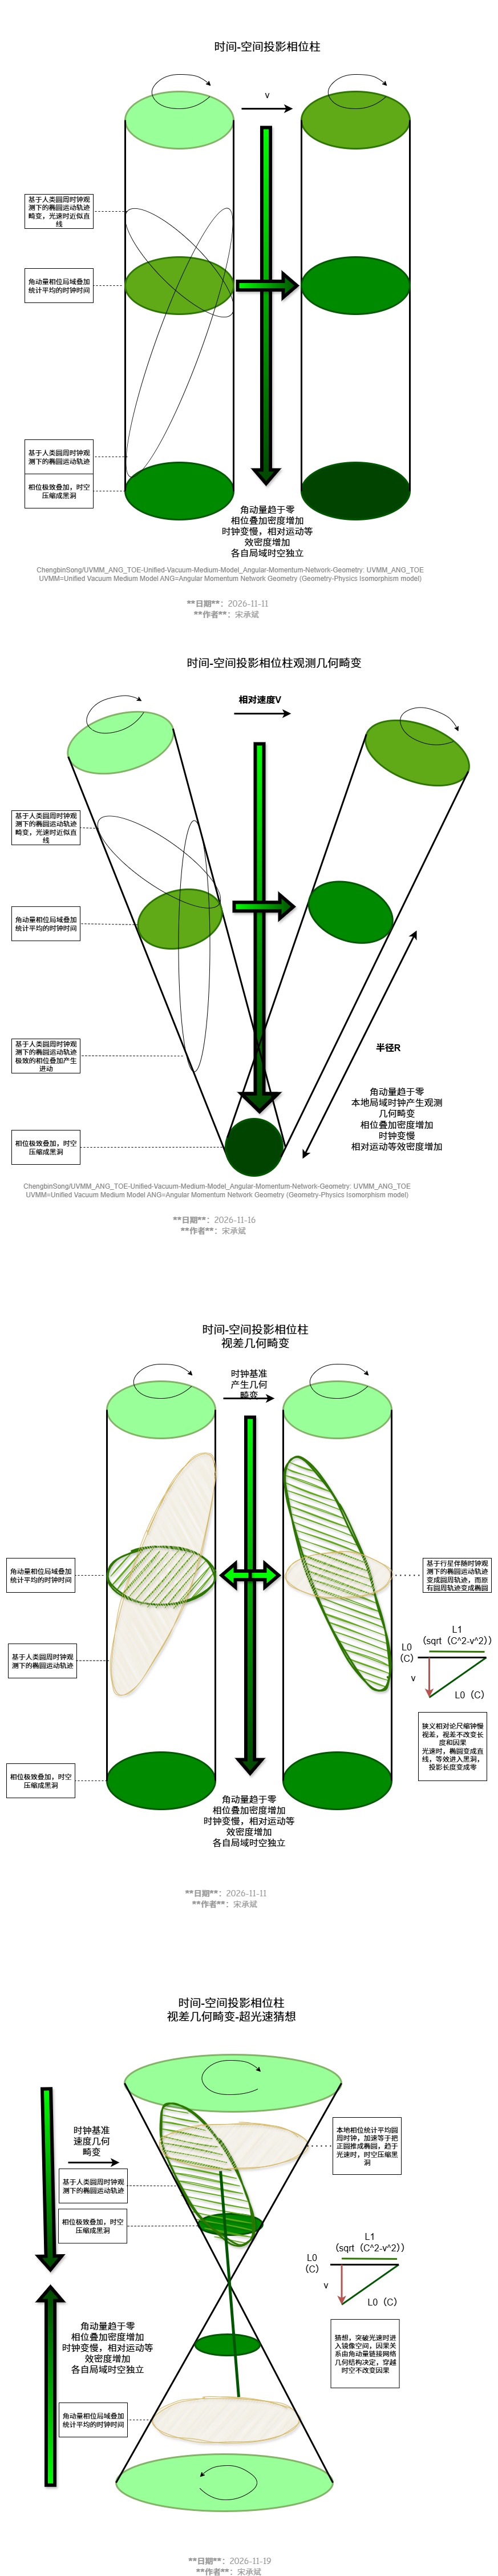 时间-空间投影相位柱
v
基于人类圆周时钟观
测下的椭圆运动轨迹
畸变，光速时近似直
线
角动量相位局域叠加
统计平均的时钟时间
基于人类圆周时钟观
测下的椭圆运动轨迹
相位极致叠加，时空
压缩成黑洞
角动量趋于零
相位叠加密度增加
时钟变慢，相对运动等
效密度增加
各自局域时空独立
ChengbinSong/UVMM_ANG_TOE-Unified-Vacuum-Medium-Model_Angular-Momentum-Network-Geometry: UVMM_ANG_TOE
UVMM=Unified Vacuum Medium Model ANG=Angular Momentum Network Geometry (Geometry-Physics Isomorphism model)
**日期**：2026-11-11
**作者**：宋承斌
时间-空间投影相位柱观测几何畸变
相对速度V
基于人类圆周时钟观
测下的椭圆运动轨迹
畸变，光速时近似直
线
角动量相位局域叠加
统计平均的时钟时间
基于人类圆周时钟观
测下的椭圆运动轨迹
极致的相位叠加产生
进动
半径R
相位极致叠加，时空
压缩成黑洞
角动量趋于零
本地局域时钟产生观测
几何畸变
相位叠加密度增加
时钟变慢
相对运动等效密度增加
ChengbinSong/UVMM_ANG_TOE-Unified-Vacuum-Medium-Model_Angular-Momentum-Network-Geometry: UVMM_ANG_TOE
UVMM=Unified Vacuum Medium Model ANG=Angular Momentum Network Geometry (Geometry-Physics Isomorphism model)
**日期**：2026-11-16
**作者**：宋承斌
时间-空间投影相位柱
视差几何畸变
时钟基准
产生几何
畸变
角动量相位局域叠加
统计平均的时钟时间
基于行星伴随时钟观
测下的椭圆运动轨迹
变成圆周轨迹，而原
有圆周轨迹变成椭圆
基于人类圆周时钟观
测下的椭圆运动轨迹
L1
（sqrt（C^2-v^2））
L0
（C）
v
L0（C）
狭义相对论尺缩钟慢
视差，视差不改变长
度和因果
光速时，椭圆变成直
线，等效进入黑洞，
投影长度变成零
相位极致叠加，时空
压缩成黑洞
角动量趋于零
相位叠加密度增加
时钟变慢，相对运动等
效密度增加
各自局域时空独立
**日期**：2026-11-11
**作者**：宋承斌
时间-空间投影相位柱
视差几何畸变-超光速猜想
时钟基准
速度几何
畸变
本地相位统计平均圆
周时钟，加速等于把
正圆推成椭圆，趋于
光速时，时空压缩黑
洞
基于人类圆周时钟观
测下的椭圆运动轨迹
相位极致叠加，时空
压缩成黑洞
L1
（sqrt（C^2-v^2））
L0
（C）
v
L0（C）
角动量趋于零
相位叠加密度增加
时钟变慢，相对运动等
效密度增加
各自局域时空独立
猜想，突破光速时进
入镜像空间，因果关
系由角动量链接网络
几何结构决定，穿越
时空不改变因果
角动量相位局域叠加
统计平均的时钟时间
**日期**：2026-11-19
**作者**：宋承斌